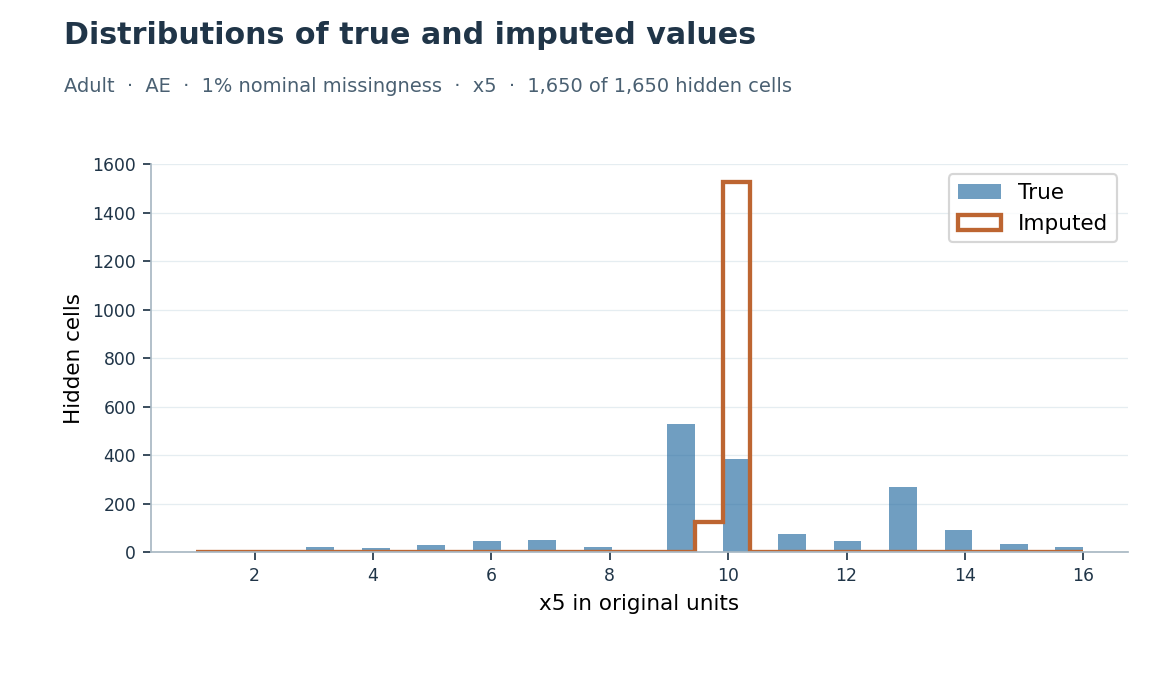 Distributions of true and imputed values
Adult · AE · 1% nominal missingness · x5 · 1,650 of 1,650 hidden cells
1600
1400
1200
1000
800
600
400
200
0
Hidden cells
True
Imputed
2 4 6 8 10 12 14 16
x5 in original units